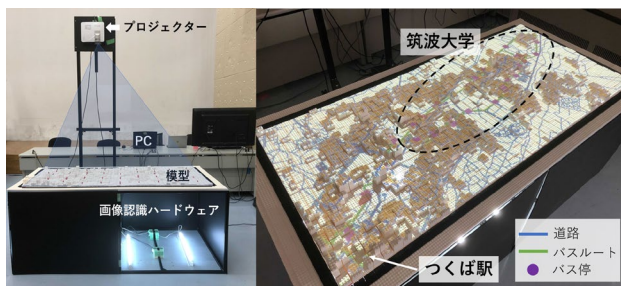 プロジェクター
PC
模型
画像認識ハードウェア
筑波大学
つくば駅
道路
バスルート
バス停